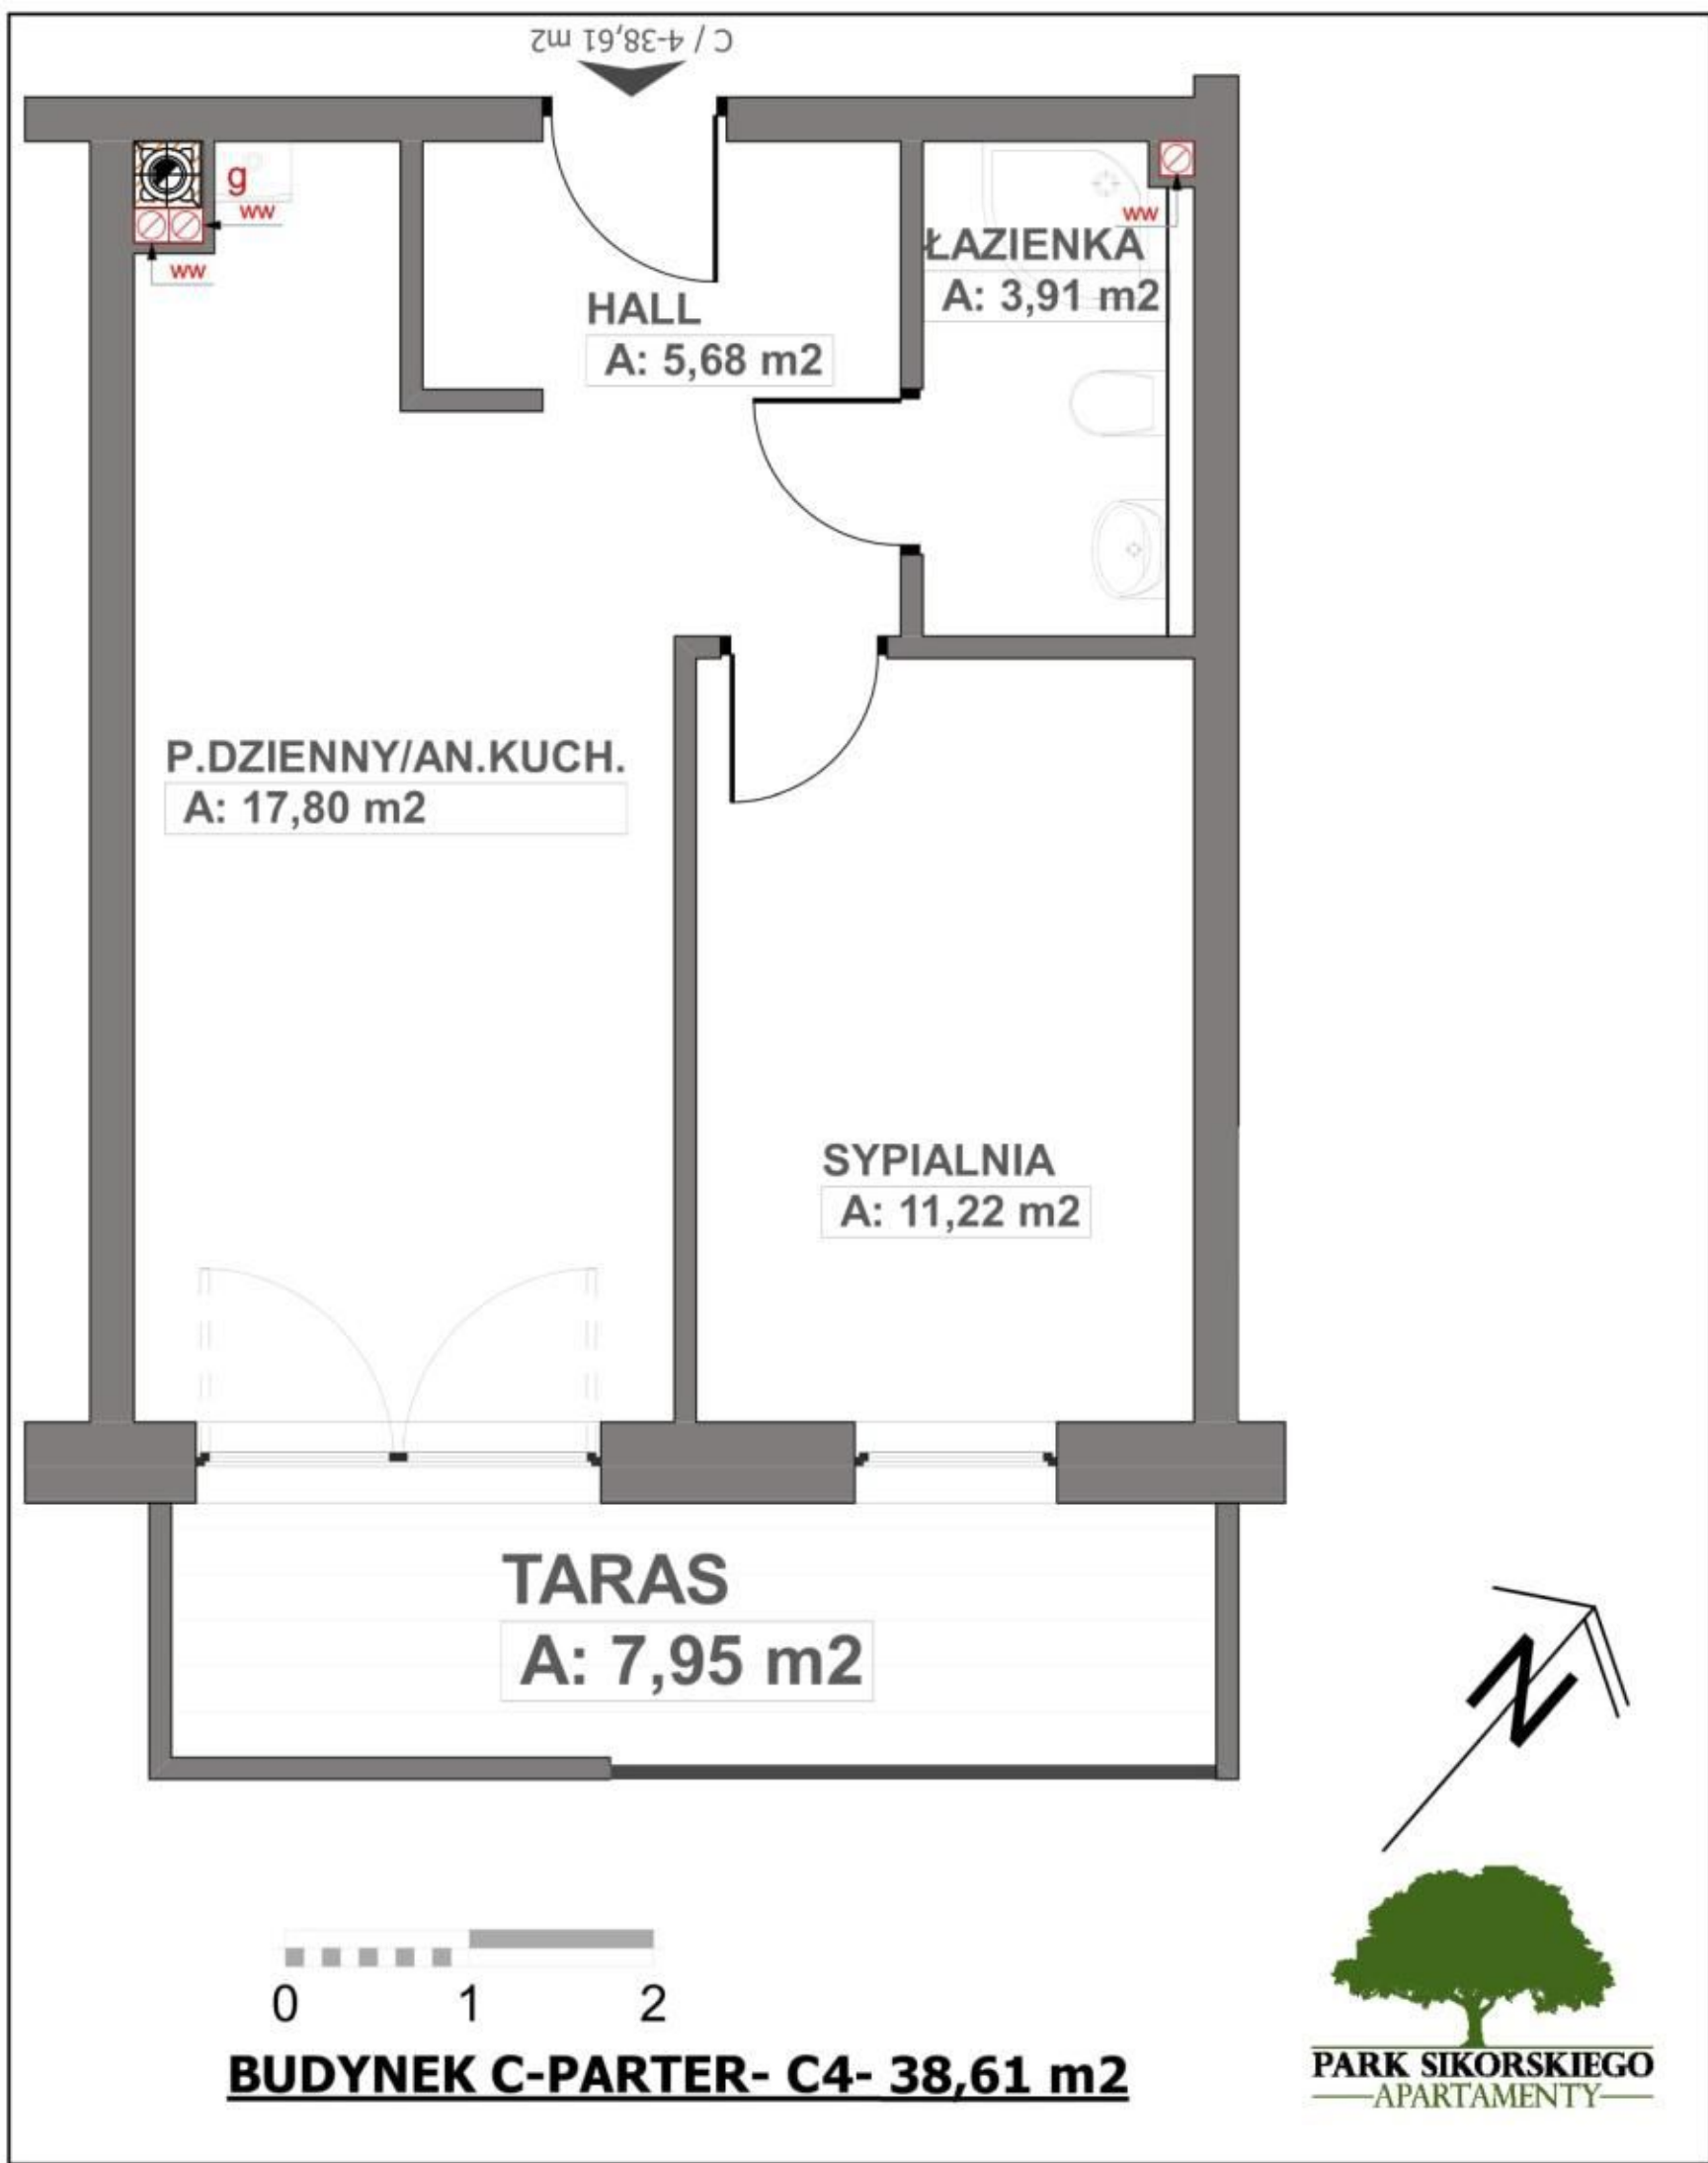 C / 4-38,61 m2
g
ww
ww
ww
ŁAZIENKA
A: 3,91 m2
HALL
A: 5,68 m2
P.DZIENNY/AN.KUCH.
A: 17,80 m2
SYPIALNIA
A: 11,22 m2
TARAS
A: 7,95 m2
N
0 1 2
BUDYNEK C-PARTER- C4- 38,61 m2
PARK SIKORSKIEGO
APARTAMENTY